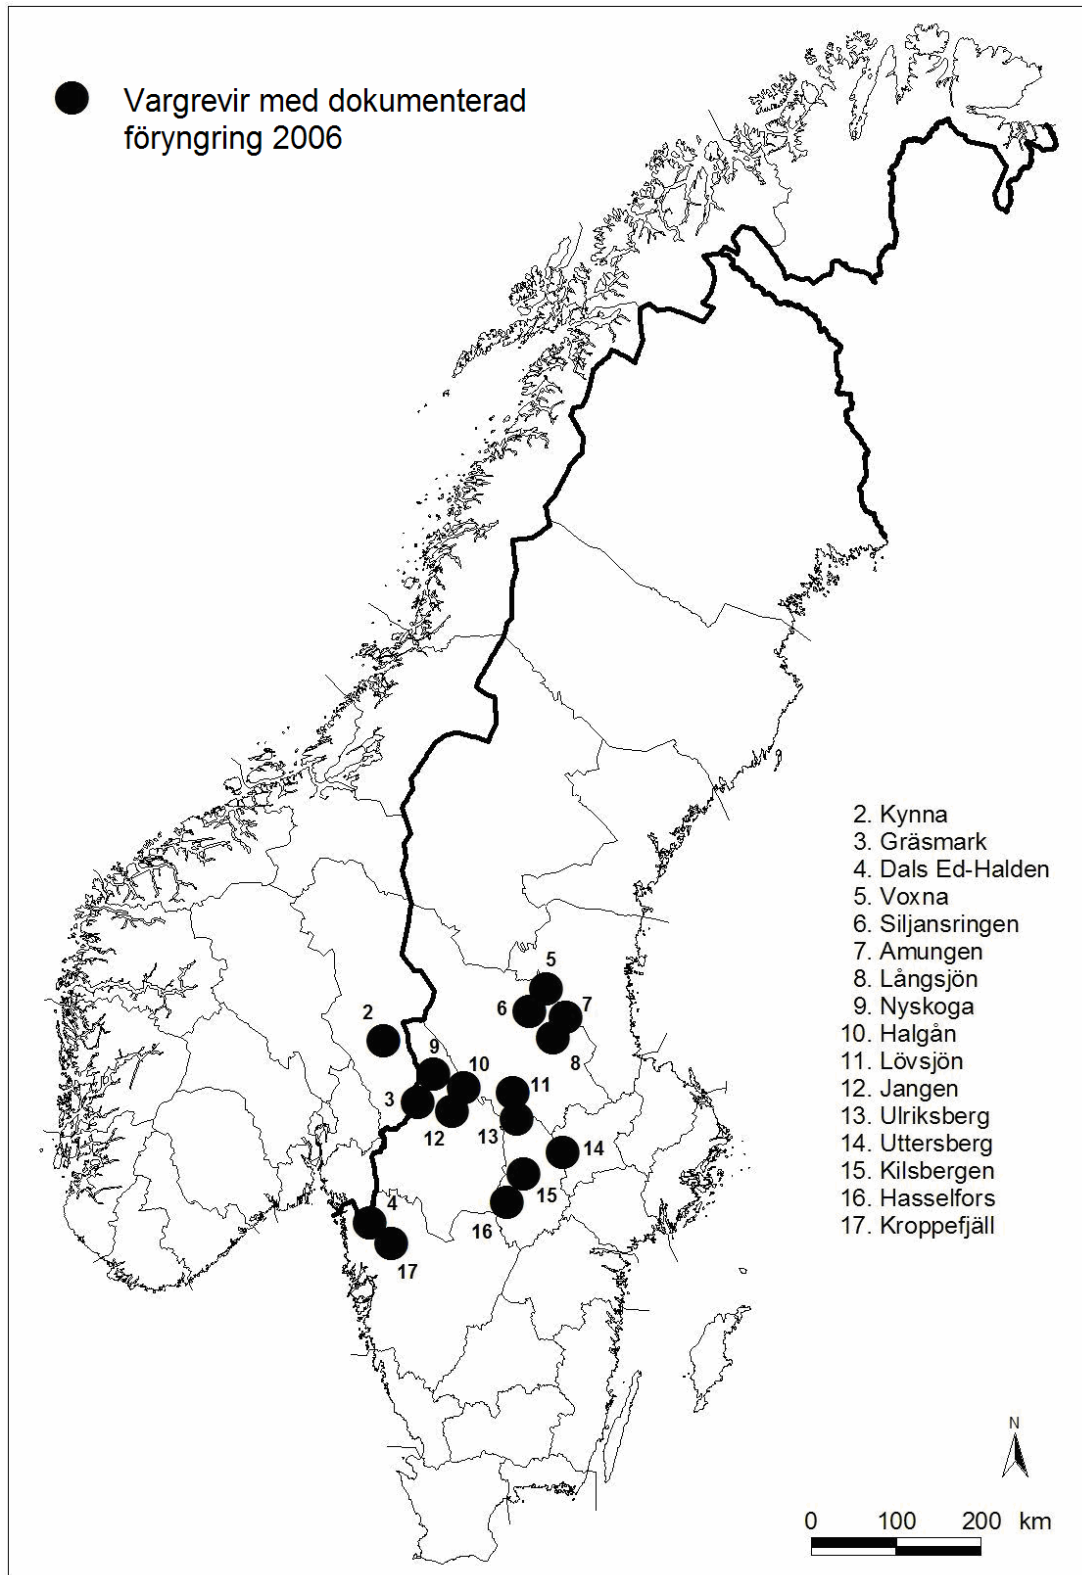 Vargrevir med dokumenterad
föryngring 2006
2. Kynna
3. Gräsmark
4. Dals Ed-Halden
5. Voxna
6. Siljansringen
7. Amungen
8. Långsjön
9. Nyskoga
10. Halgån
11. Lövsjön
12. Jangen
13. Ulriksberg
14. Uttersberg
15. Kilsbergen
16. Hasselfors
17. Kroppefjäll
5
6
7
2
8
9
10
11
3
12
13
14
15
4
16
17
N
0 100 200 km